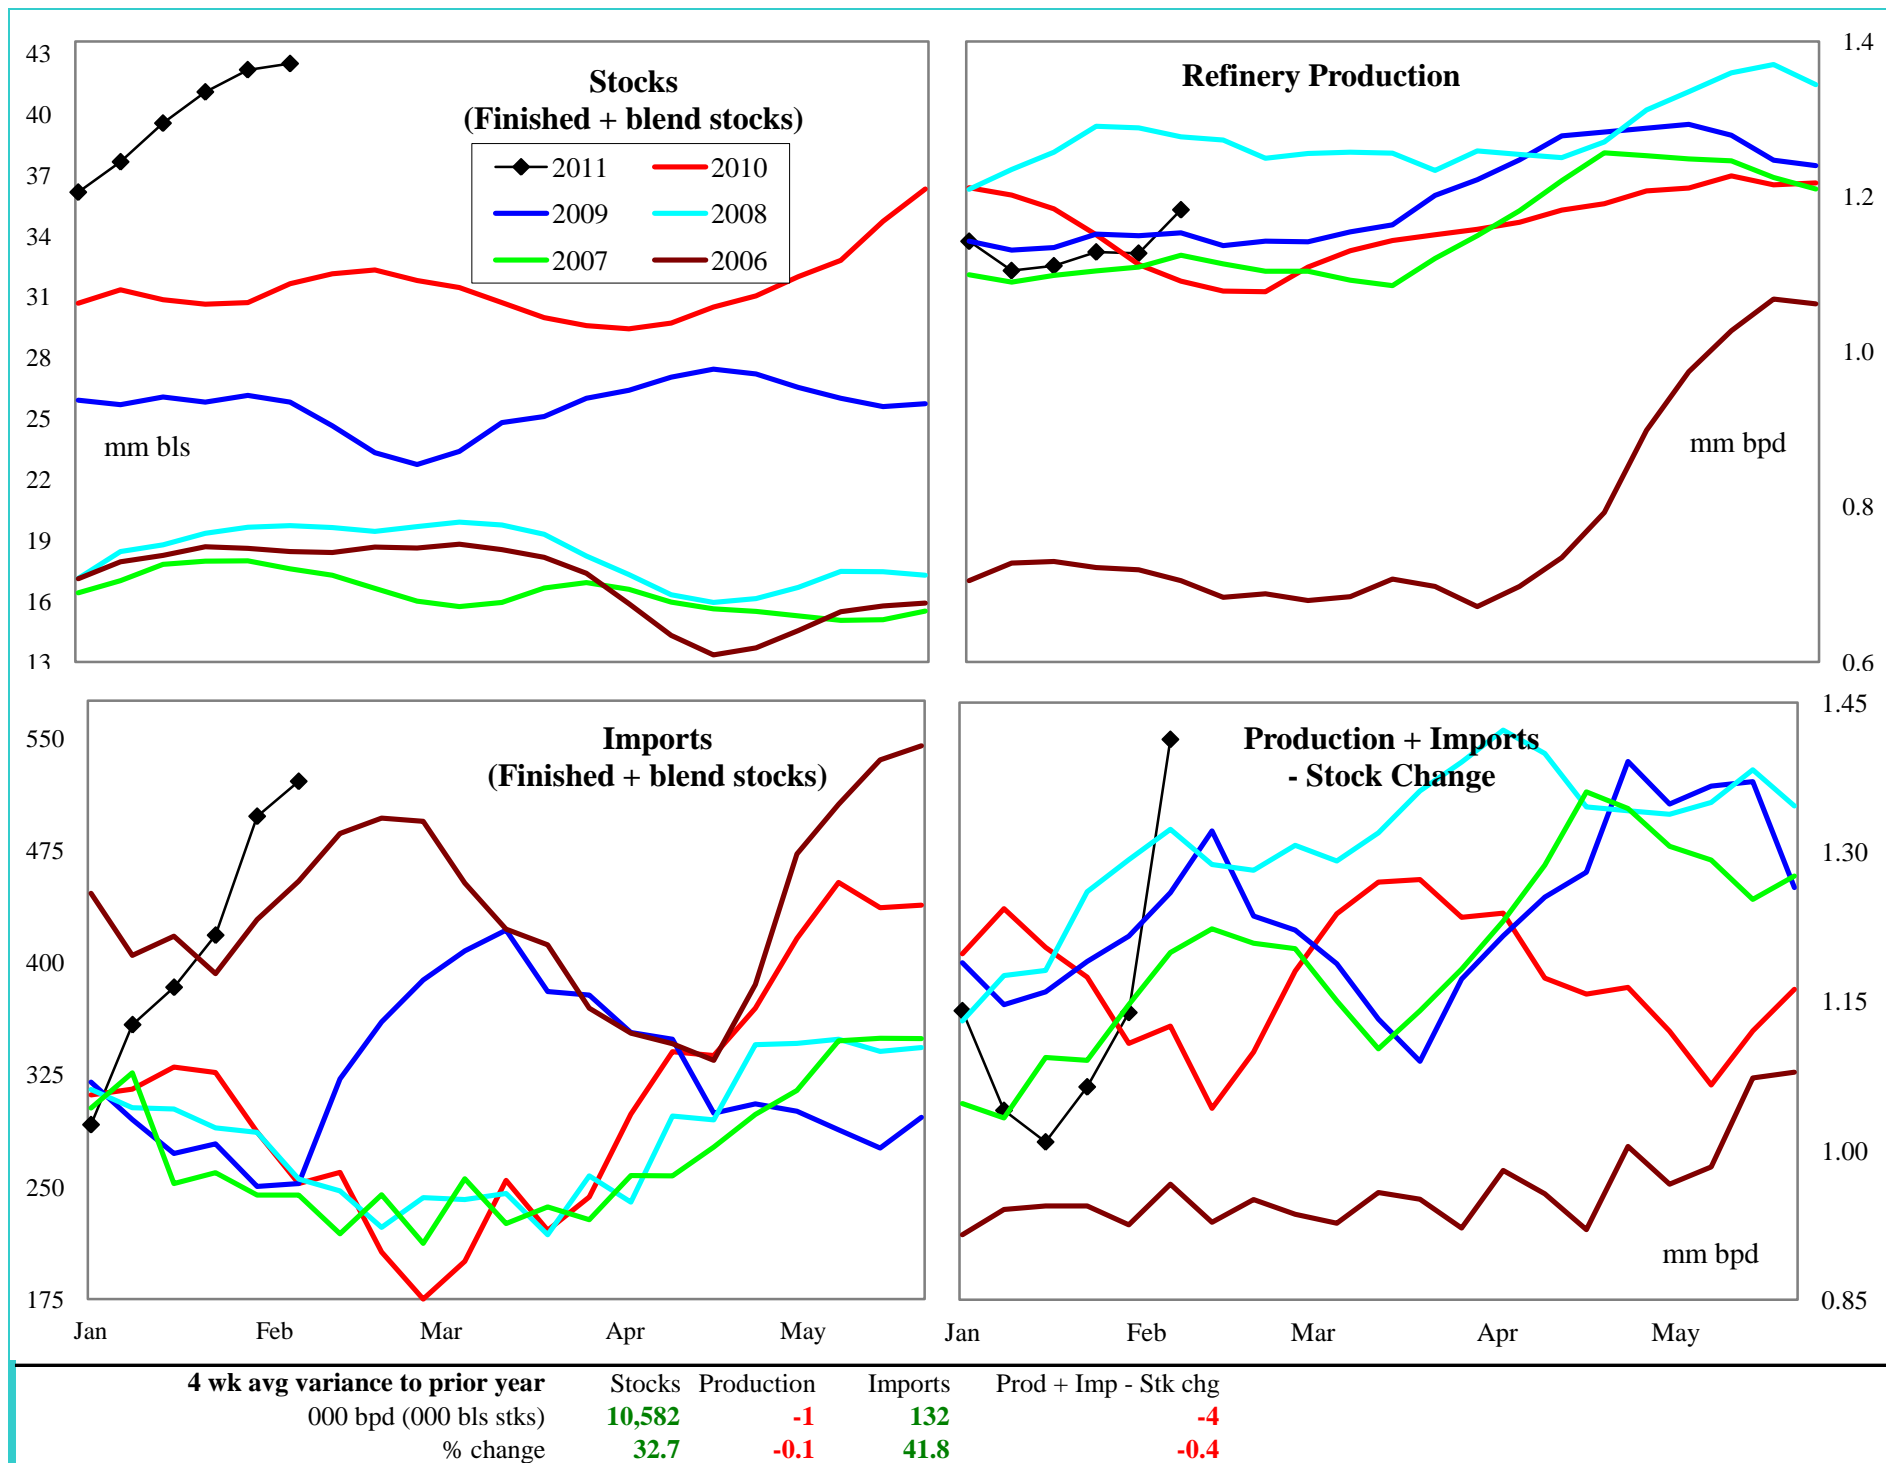 43
40
37
34
31
28
25
22
19
16
13
Stocks
(Finished + blend stocks)
2011 2010
2009 2008
2007 2006
mm bls
Refinery Production
mm bpd
1.4
1.2
1.0
0.8
0.6
550
475
400
325
250
175
Imports
(Finished + blend stocks)
Jan Feb Mar Apr May
Production + Imports
- Stock Change
mm bpd
1.45
1.30
1.15
1.00
0.85
Jan Feb Mar Apr May
4 wk avg variance to prior year Stocks Production Imports Prod + Imp - Stk chg
000 bpd (000 bls stks) 10,582 -1 132 -4
% change 32.7 -0.1 41.8 -0.4